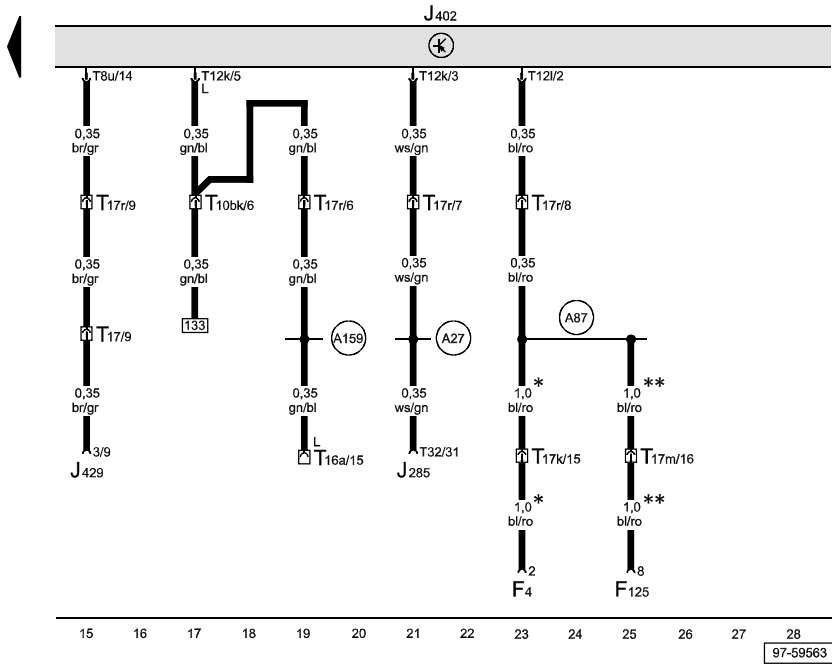 J402
T8u/14 T12k/5 T12k/3 T12l/2
L
0,35 0,35 0,35 0,35 0,35
br/gr gn/bl gn/bl ws/gn bl/ro
T17r/9 T10bk/6 T17r/6 T17r/7 T17r/8
0,35 0,35 0,35 0,35 0,35
br/gr gn/bl gn/bl ws/gn bl/ro
A87
133
T17/9 A159 A27
0,35 0,35 0,35 1,0 * 1,0 **
br/gr gn/bl ws/gn bl/ro bl/ro
L
3/9 T16a/15 T32/31 T17k/15 T17m/16
J429 J285
1,0 * 1,0 **
bl/ro bl/ro
2 8
F4 F125
15 16 17 18 19 20 21 22 23 24 25 26 27 28
97-59563